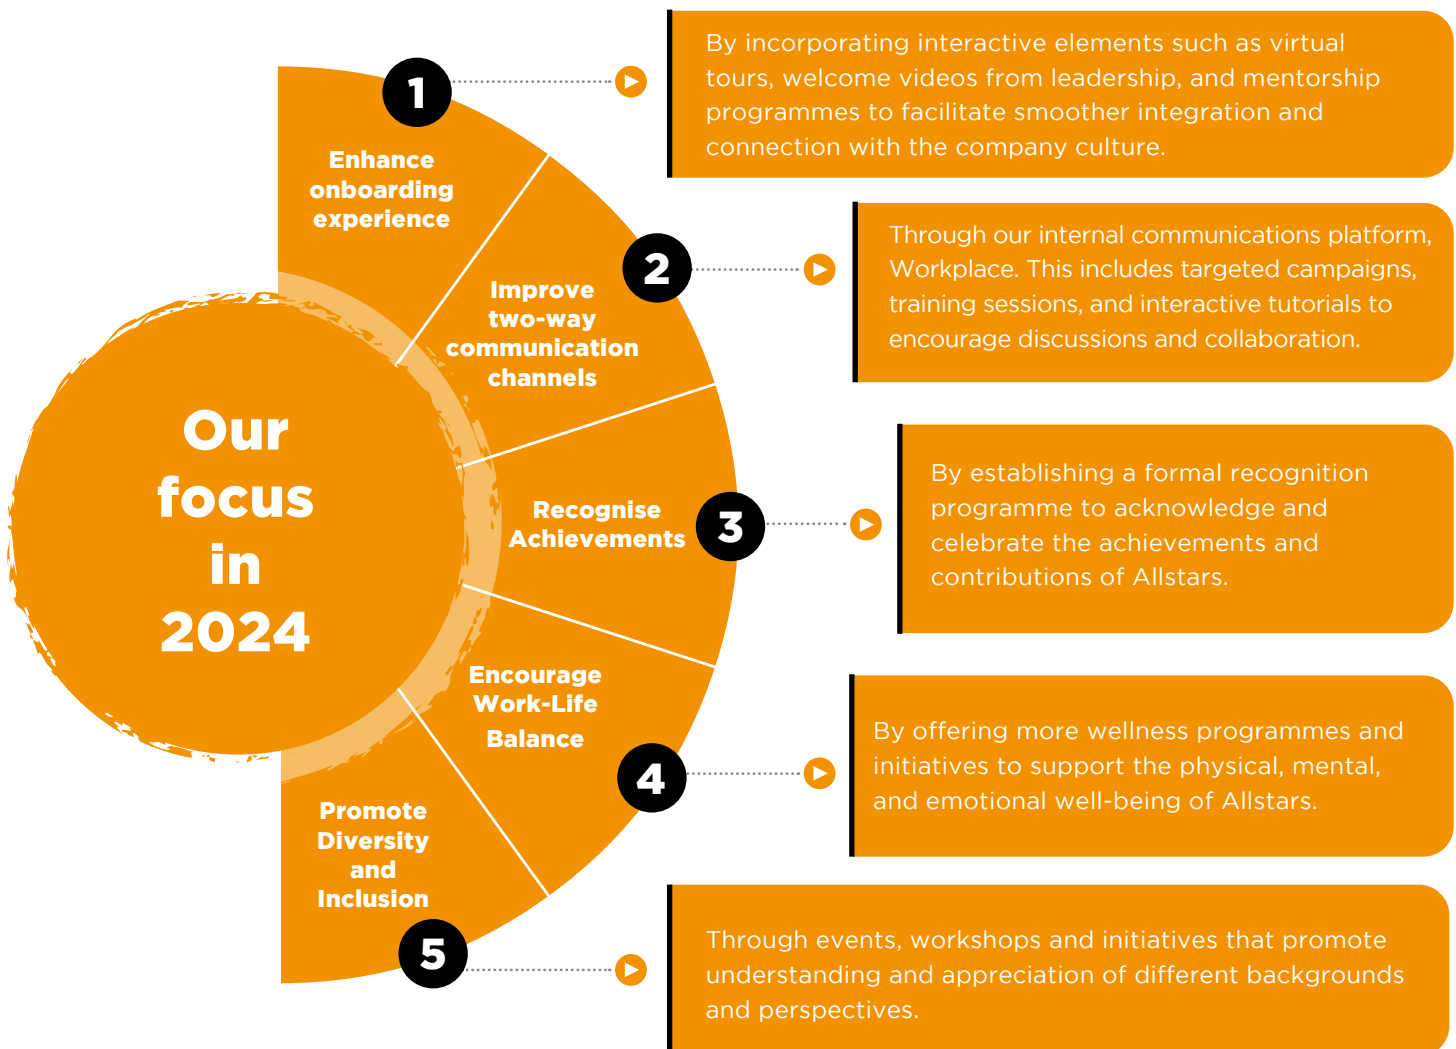 Our
focus
in
2024
1
Enhance
onboarding
experience
By incorporating interactive elements such as virtual
tours, welcome videos from leadership, and mentorship
programmes to facilitate smoother integration and
connection with the company culture.
2
Improve
two-way
communication
channels
Through our internal communications platform,
Workplace. This includes targeted campaigns,
training sessions, and interactive tutorials to
encourage discussions and collaboration.
3
Recognise
Achievements
By establishing a formal recognition
programme to acknowledge and
celebrate the achievements and
contributions of Allstars.
4
Encourage
Work-Life
Balance
By offering more wellness programmes and
initiatives to support the physical, mental,
and emotional well-being of Allstars.
5
Promote
Diversity
and
Inclusion
Through events, workshops and initiatives that promote
understanding and appreciation of different backgrounds
and perspectives.